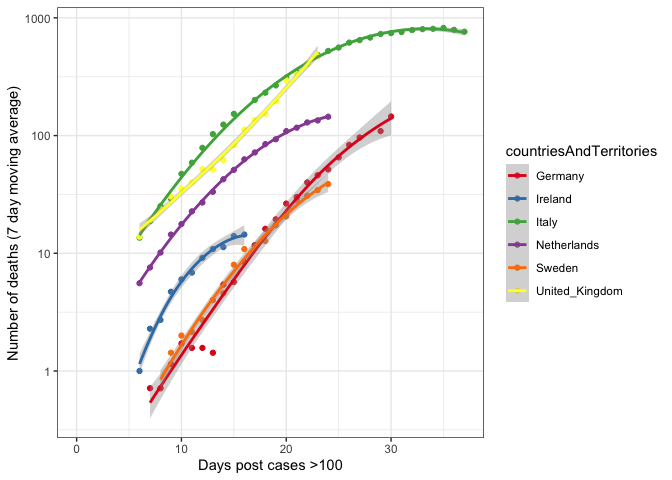 1000
100
10
1
0
10
20
30
Number of deaths (7 day moving average)
Days post cases >100
countriesAndTerritories
Germany
Ireland
Italy
Netherlands
Sweden
United_Kingdom